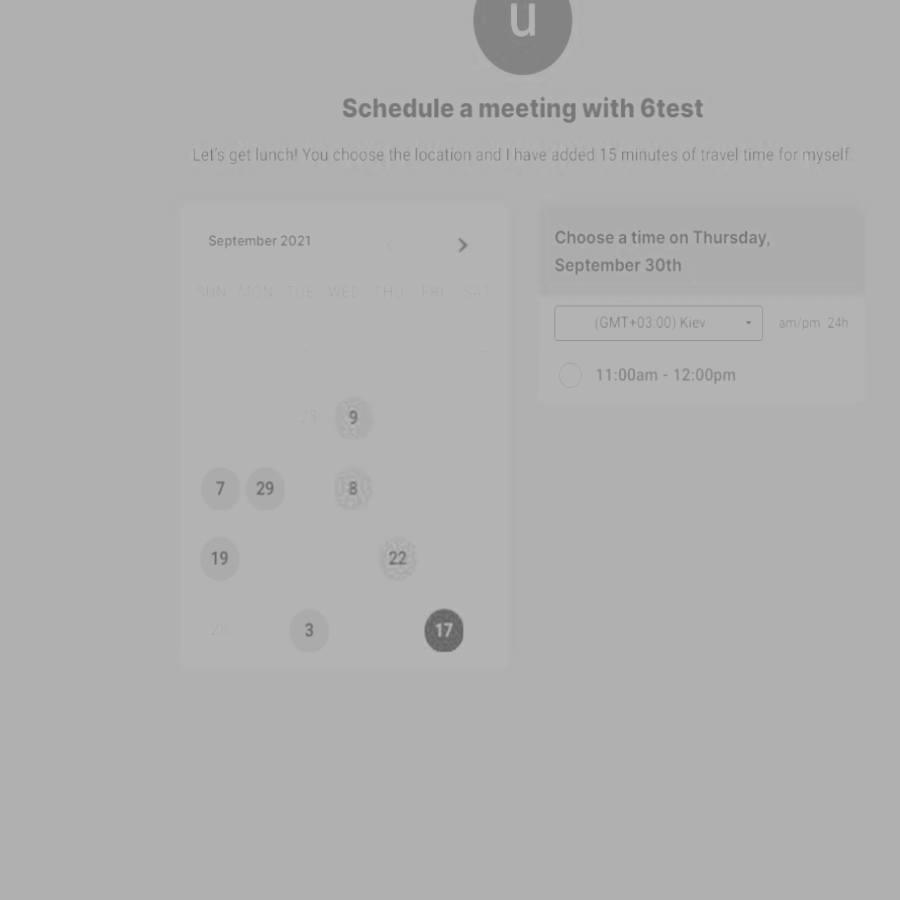 u
Schedule a meeting with 6test
Let's get lunch! You choose the location and I have added 15 minutes of travel time for myself.
September 2021
SUN MON TUE WED THU FRI SAT
9
7 29 8
19 22
3 17
Choose a time on Thursday,
September 30th
(GMT+03:00) Kiev am/pm 24h
11:00am - 12:00pm